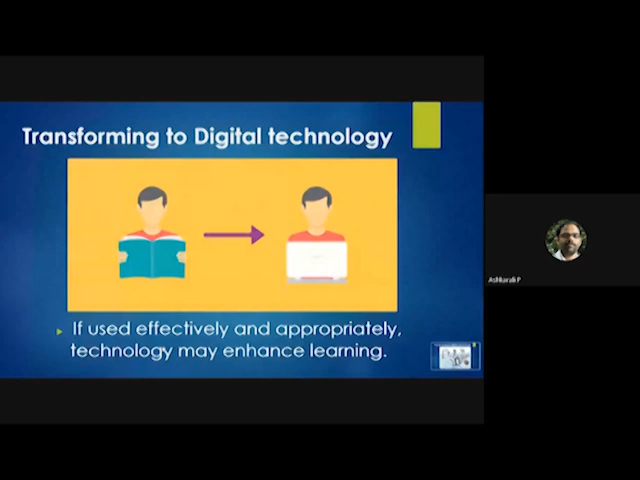 Transforming to Digital technology
If used effectively and appropriately,
technology may enhance learning.